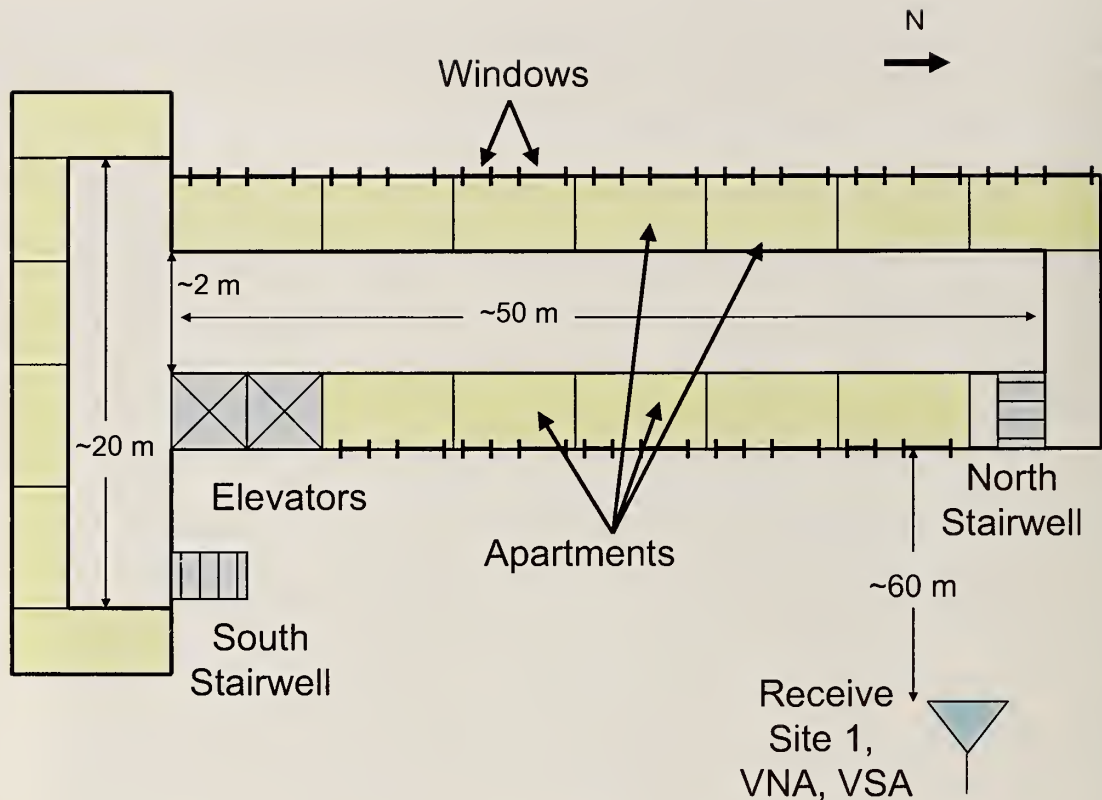 N
Windows
~2 m
~50 m
~20 m
Elevators
Apartments
North
Stairwell
~60 m
South
Stairwell
Receive
Site 1,
VNA, VSA